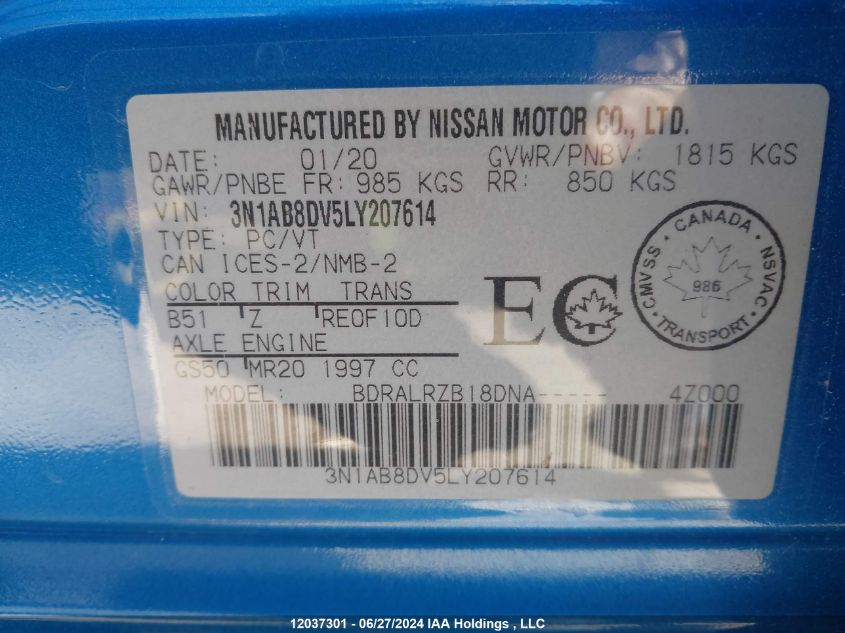 MANUFACTURED BY NISSAN MOTOR CO., LTD.
DATE: 01/20 GVWR/PNBV: 1815 KGS
GAWR/PNBE FR: 985 KGS RR: 850 KGS
VIN: 3N1AB8DV5LY207614
TYPE: PC/VT
CAN ICES-2/NMB-2
COLOR TRIM TRANS
B51 Z RE0F10D
AXLE ENGINE
GS50 MR20 1997 CC
EC
CMVSS · CANADA · NSVAC · TRANSPORT ·
986
MODEL: BDRALRZB18DNA----- 4Z000
3N1AB8DV5LY207614
12037301 - 06/27/2024 IAA Holdings , LLC